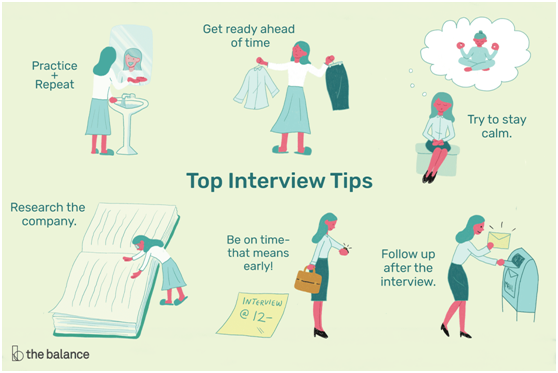 Practice
+
Repeat
Get ready ahead
of time
Try to stay
calm.
Top Interview Tips
Research the
company.
Be on time-
that means
early!
INTERVIEW
@ 12-
Follow up
after the
interview.
the balance